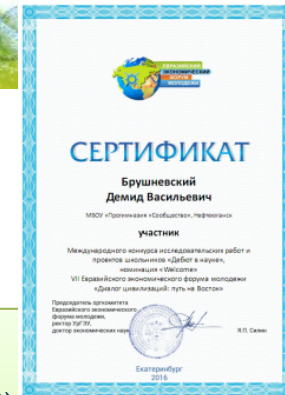 ЕВРАЗИЙСКИЙ
ЭКОНОМИЧЕСКИЙ
ФОРУМ
МОЛОДЕЖИ
СЕРТИФИКАТ
Брушневский
Демид Васильевич
МБОУ «Прогимназия «Сообщество», Нефтеюганск
участник
Международного конкурса исследовательских работ и
проектов школьников «Дебют в науке»,
номинация «Welcome»
VII Евразийского экономического форума молодежи
«Диалог цивилизаций: путь на Восток»
Председатель оргкомитета
Евразийского экономического
форума молодежи,
ректор УрГЭУ,
доктор экономических наук
Я.П. Силин
Екатеринбург
2016